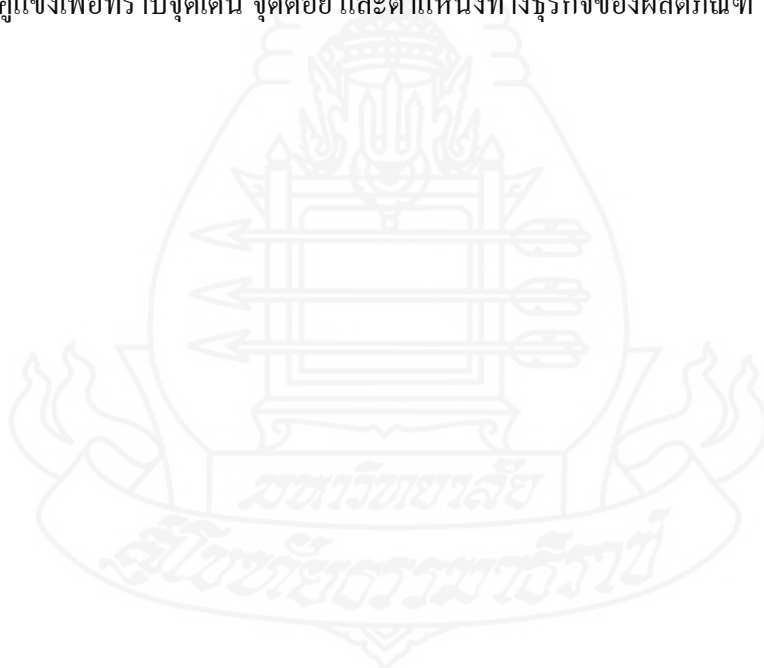 คู่แข่งเพื่อทราบจุดเด่น จุดด้อย และตำแหน่งทางธุรกิจของผลิตภัณฑ์
มหาวิทยาลัย
สุโขทัยธรรมาธิราช